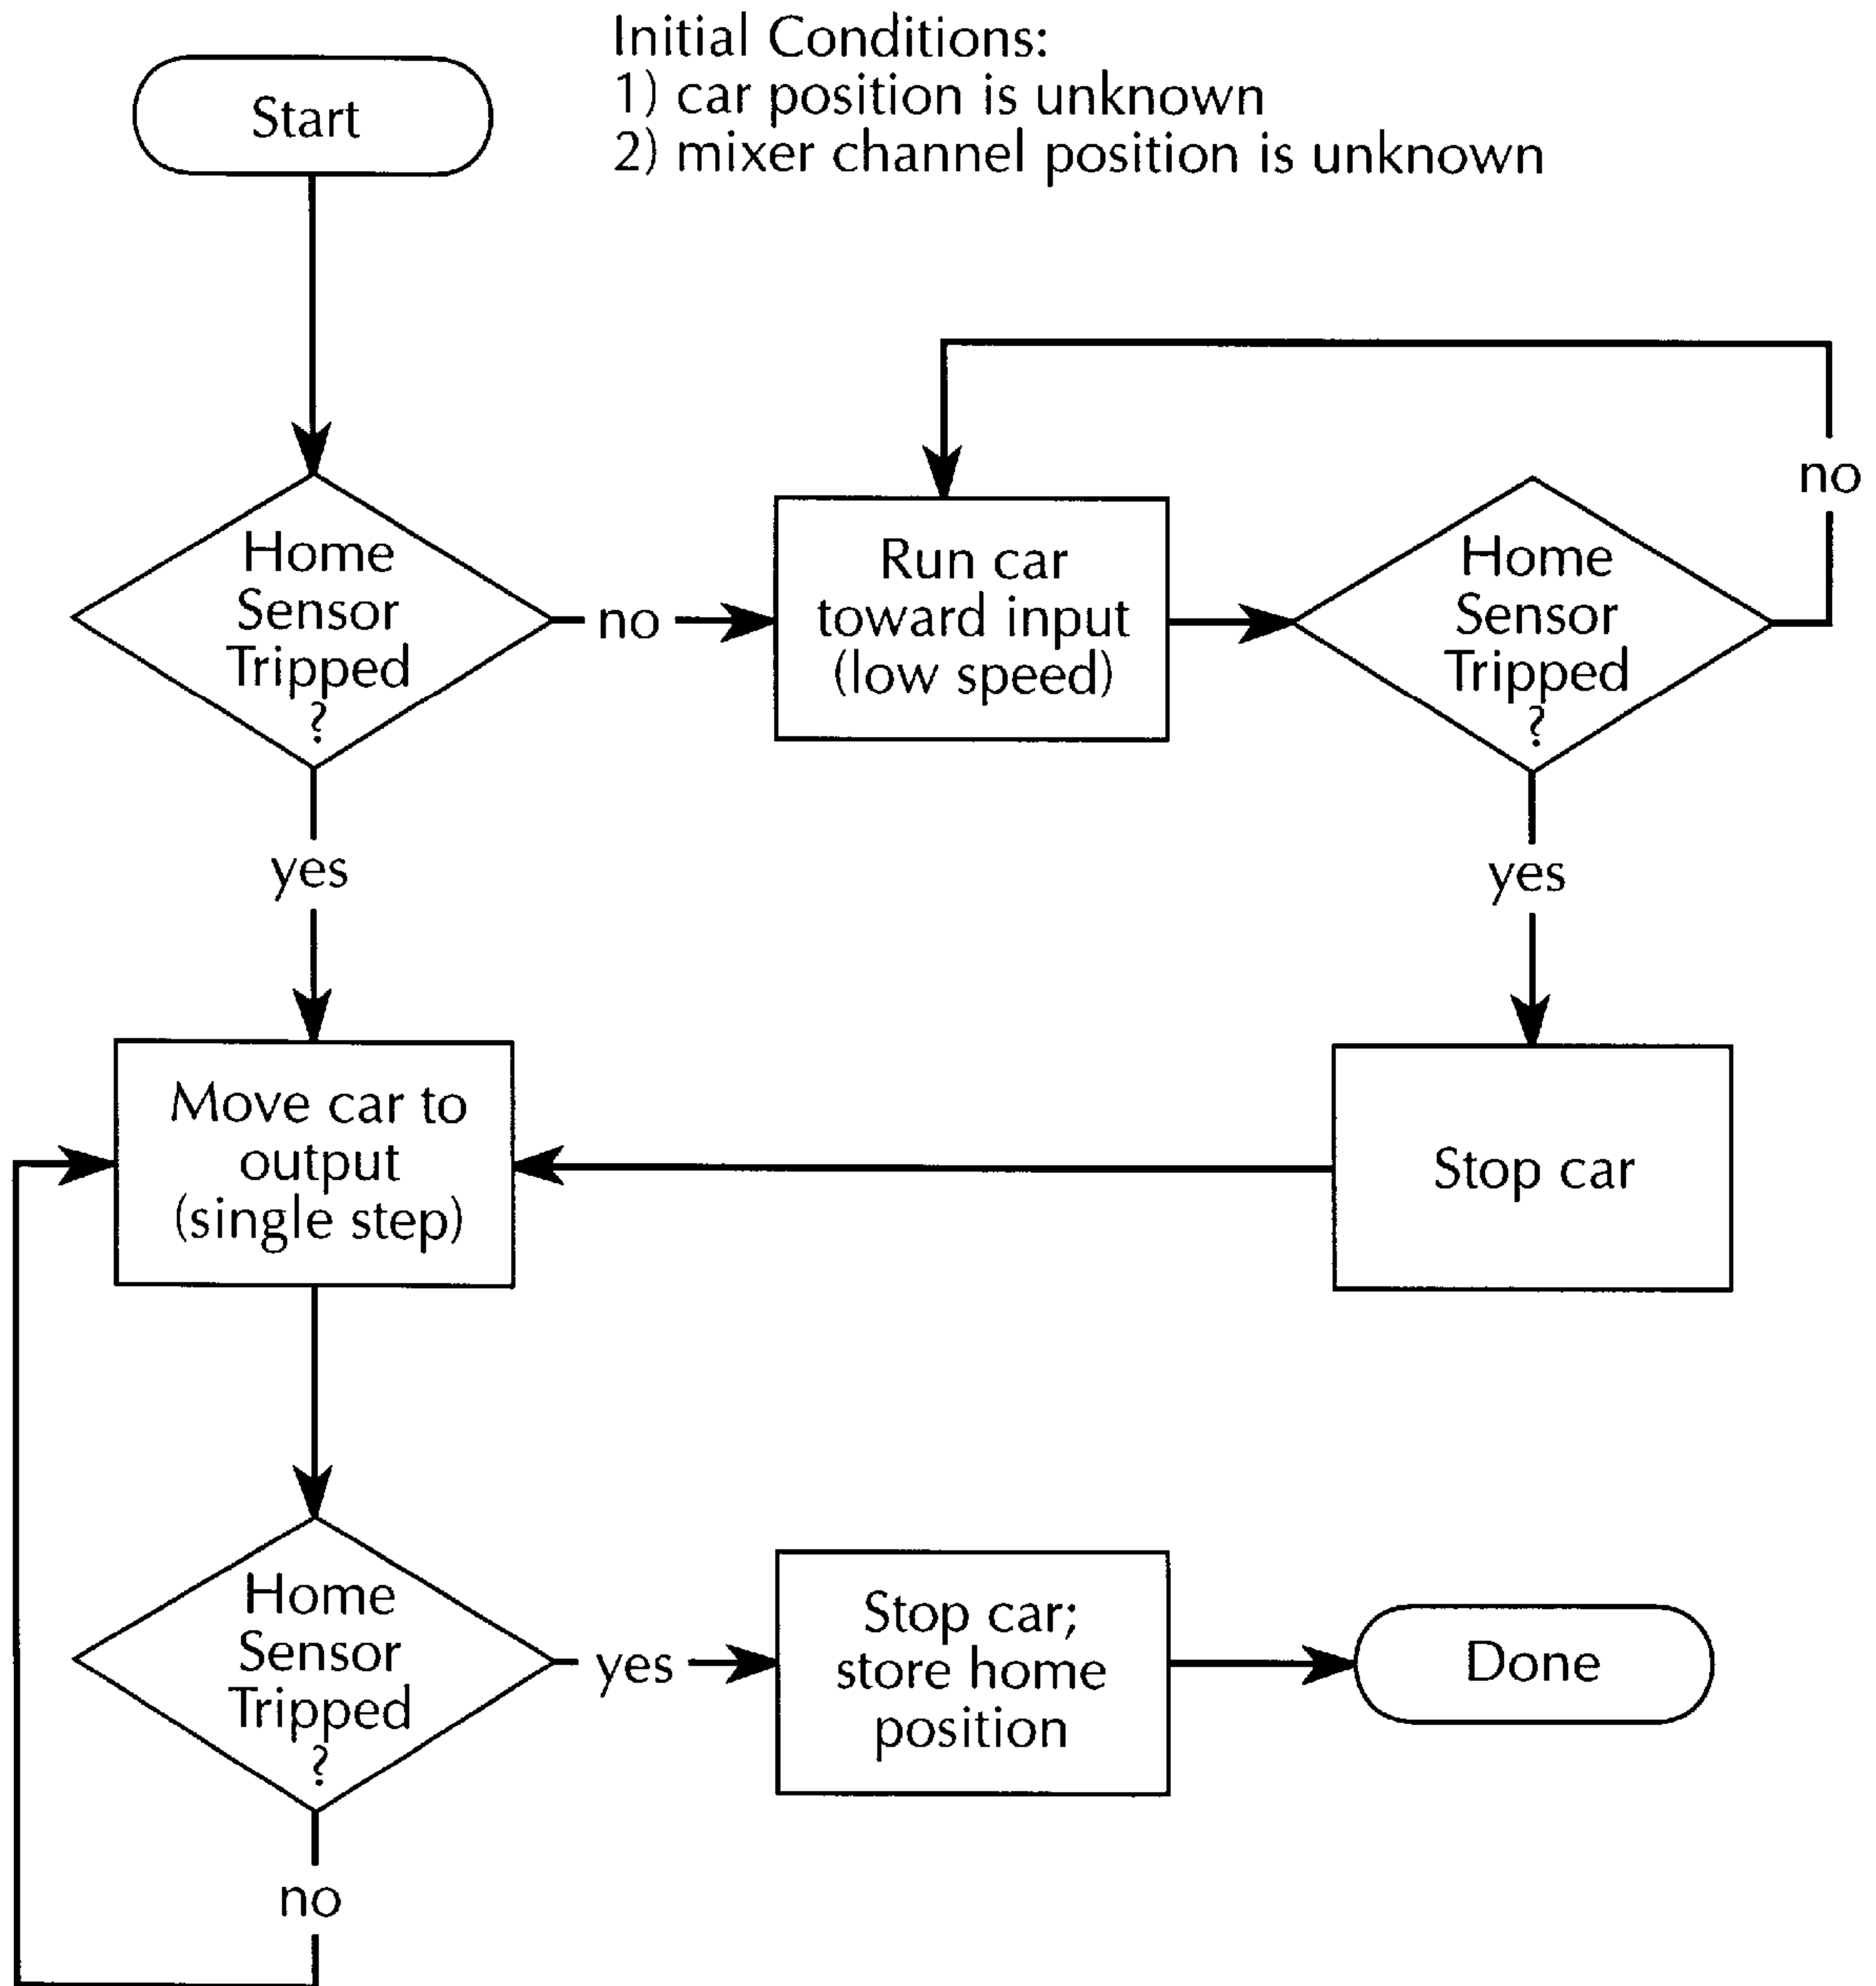 Initial Conditions:
1) car position is unknown
2) mixer channel position is unknown
Start
Home
Sensor
Tripped
?
no
Run car
toward input
(low speed)
Home
Sensor
Tripped
?
no
yes
yes
Move car to
output
(single step)
Stop car
Home
Sensor
Tripped
?
yes
Stop car;
store home
position
Done
no